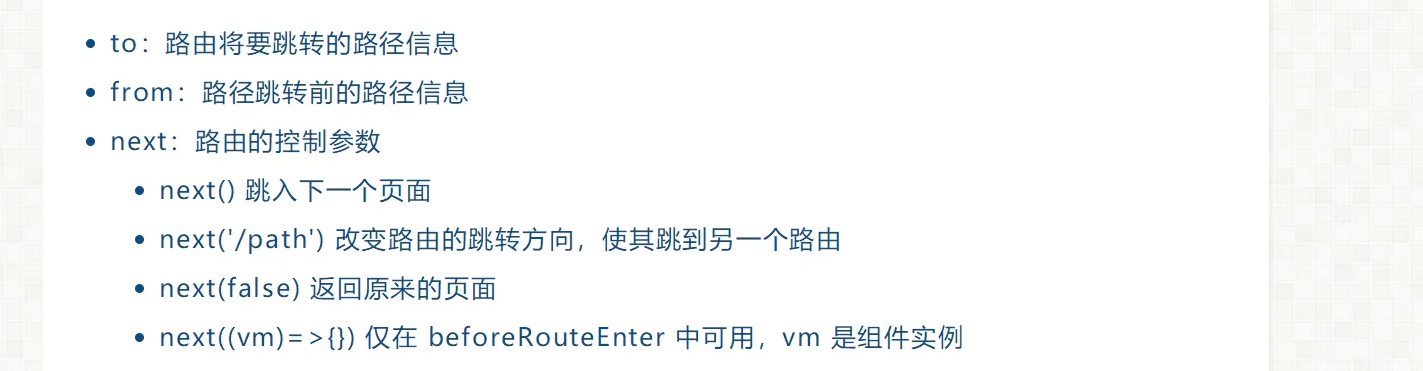 to：路由将要跳转的路径信息
from：路径跳转前的路径信息
next：路由的控制参数
next() 跳入下一个页面
next('/path') 改变路由的跳转方向，使其跳到另一个路由
next(false) 返回原来的页面
next((vm)=>{}) 仅在 beforeRouteEnter 中可用，vm 是组件实例